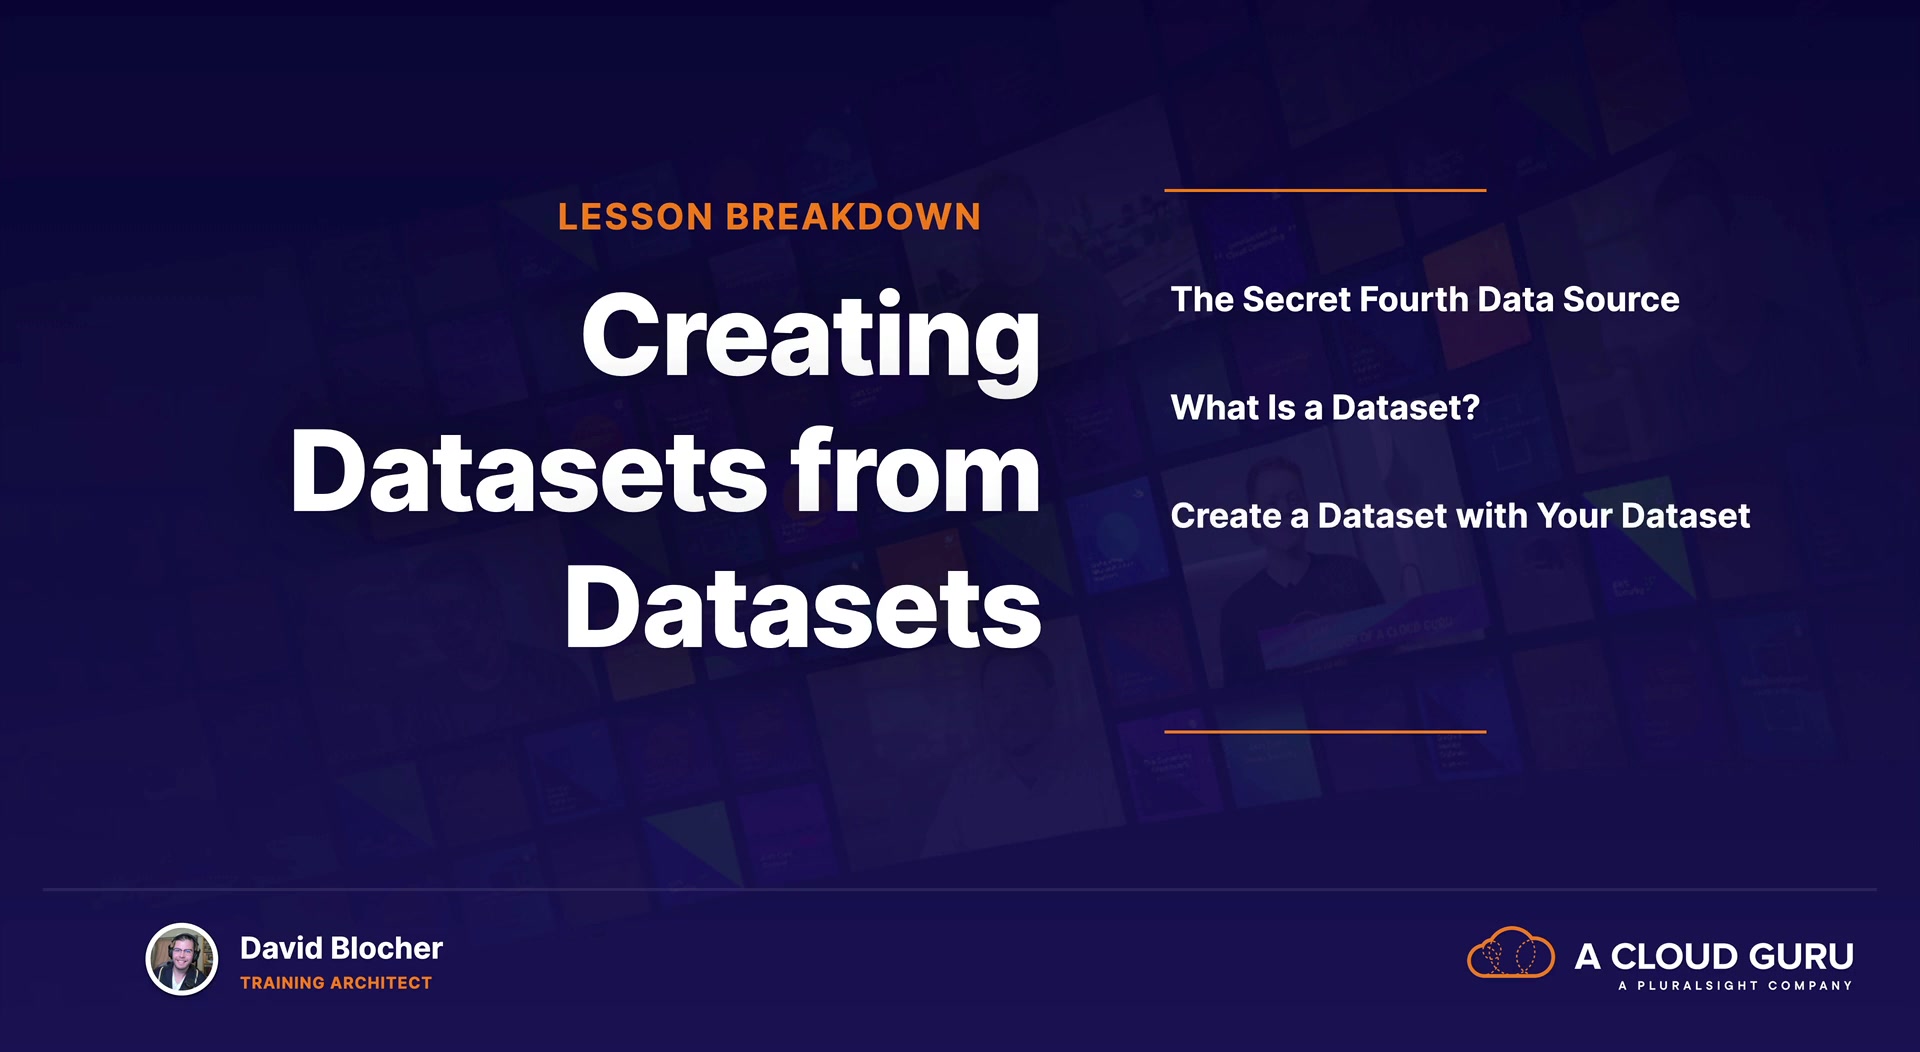 LESSON BREAKDOWN
Creating
Datasets from
Datasets
The Secret Fourth Data Source
What Is a Dataset?
Create a Dataset with Your Dataset
David Blocher
TRAINING ARCHITECT
A CLOUD GURU
A PLURALSIGHT COMPANY